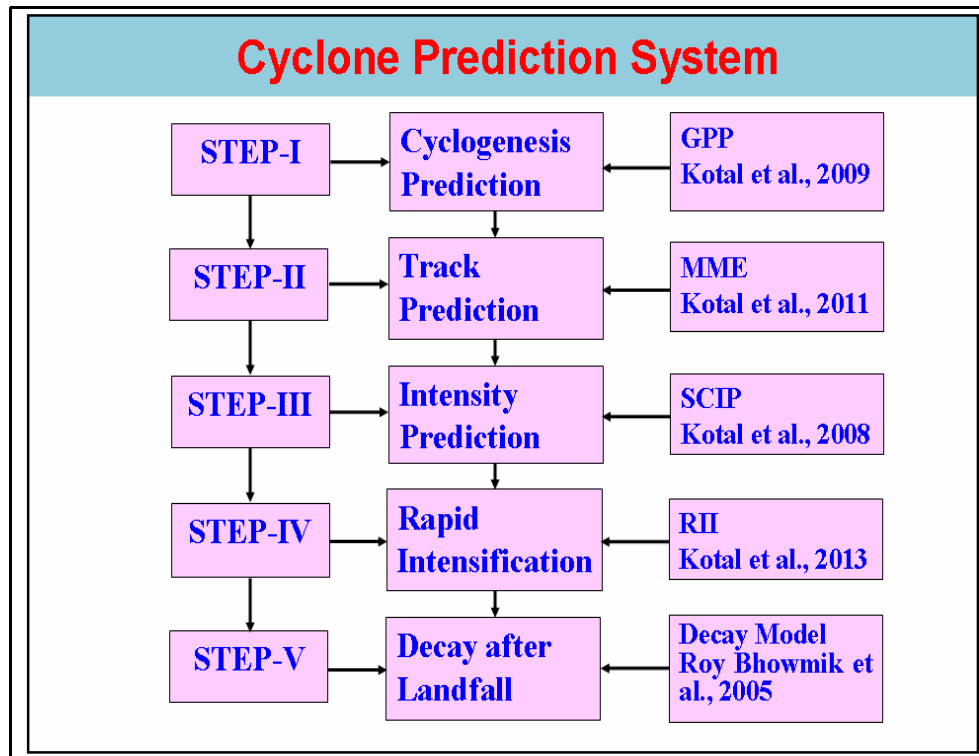 Cyclone Prediction System
STEP-I
Cyclogenesis
Prediction
GPP
Kotal et al., 2009
STEP-II
Track
Prediction
MME
Kotal et al., 2011
STEP-III
Intensity
Prediction
SCIP
Kotal et al., 2008
STEP-IV
Rapid
Intensification
RII
Kotal et al., 2013
STEP-V
Decay after
Landfall
Decay Model
Roy Bhowmik et
al., 2005